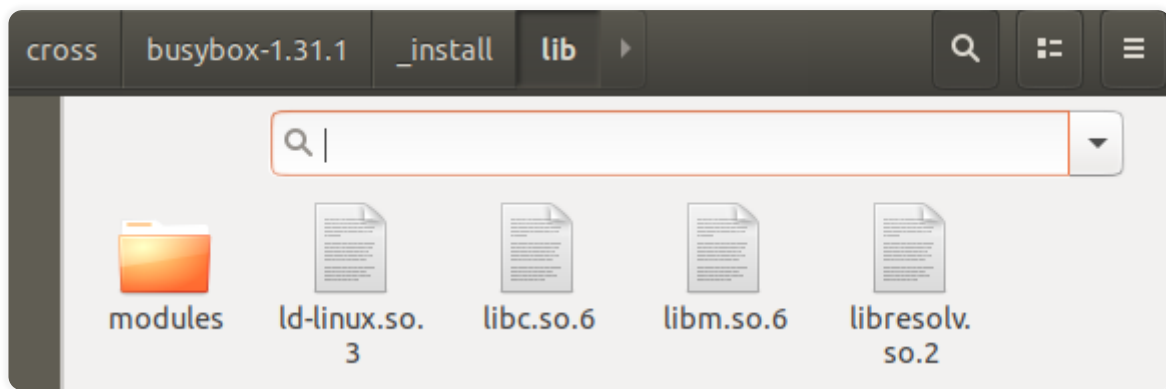 cross busybox-1.31.1 _install lib
modules ld-linux.so. libc.so.6 libm.so.6 libresolv.
3 so.2